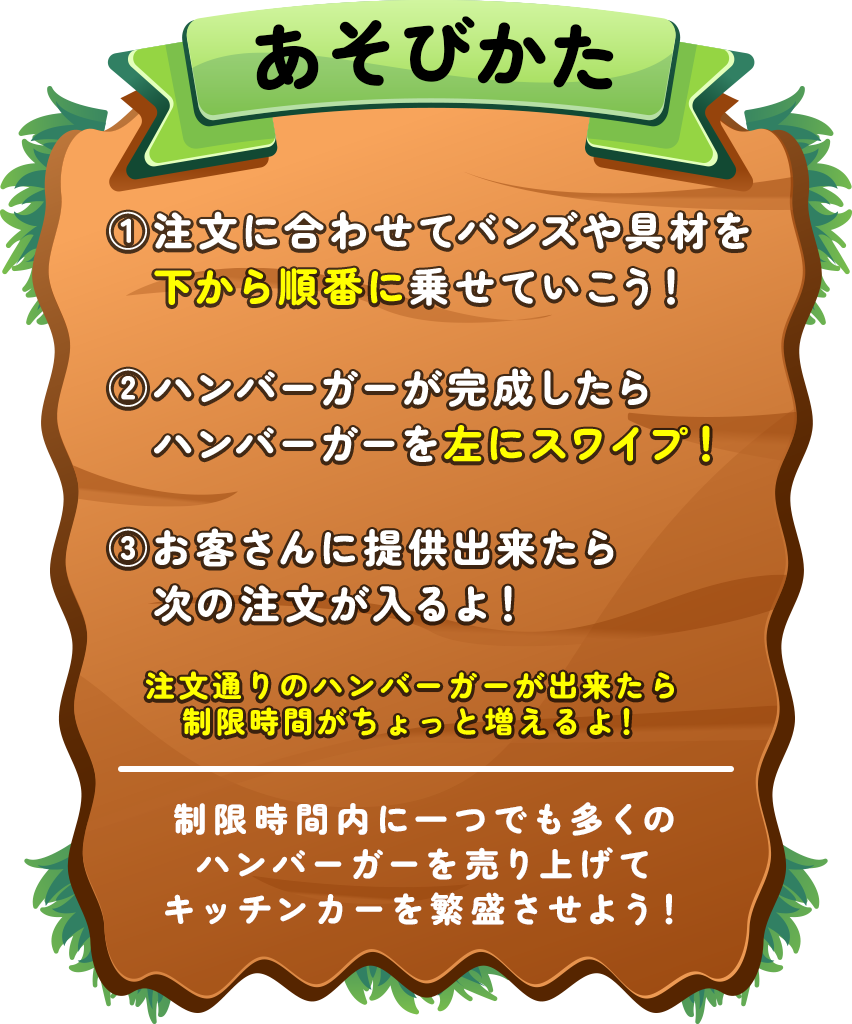 あそびかた
①注文に合わせてバンズや具材を
下から順番に乗せていこう!
②ハンバーガーが完成したら
ハンバーガーを左にスワイプ!
③お客さんに提供出来たら
次の注文が入るよ!
注文通りのハンバーガーが出来たら
制限時間がちょっと増えるよ!
制限時間内に一つでも多くの
ハンバーガーを売り上げて
キッチンカーを繁盛させよう!